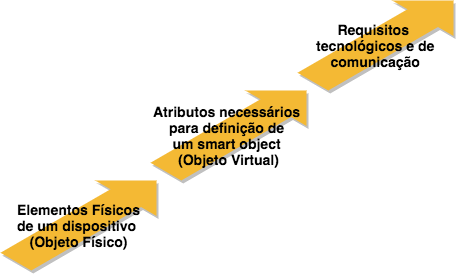 Requisitos
tecnológicos e de
comunicação
Atributos necessários
para definição de
um smart object
(Objeto Virtual)
Elementos Físicos
de um dispositivo
(Objeto Físico)